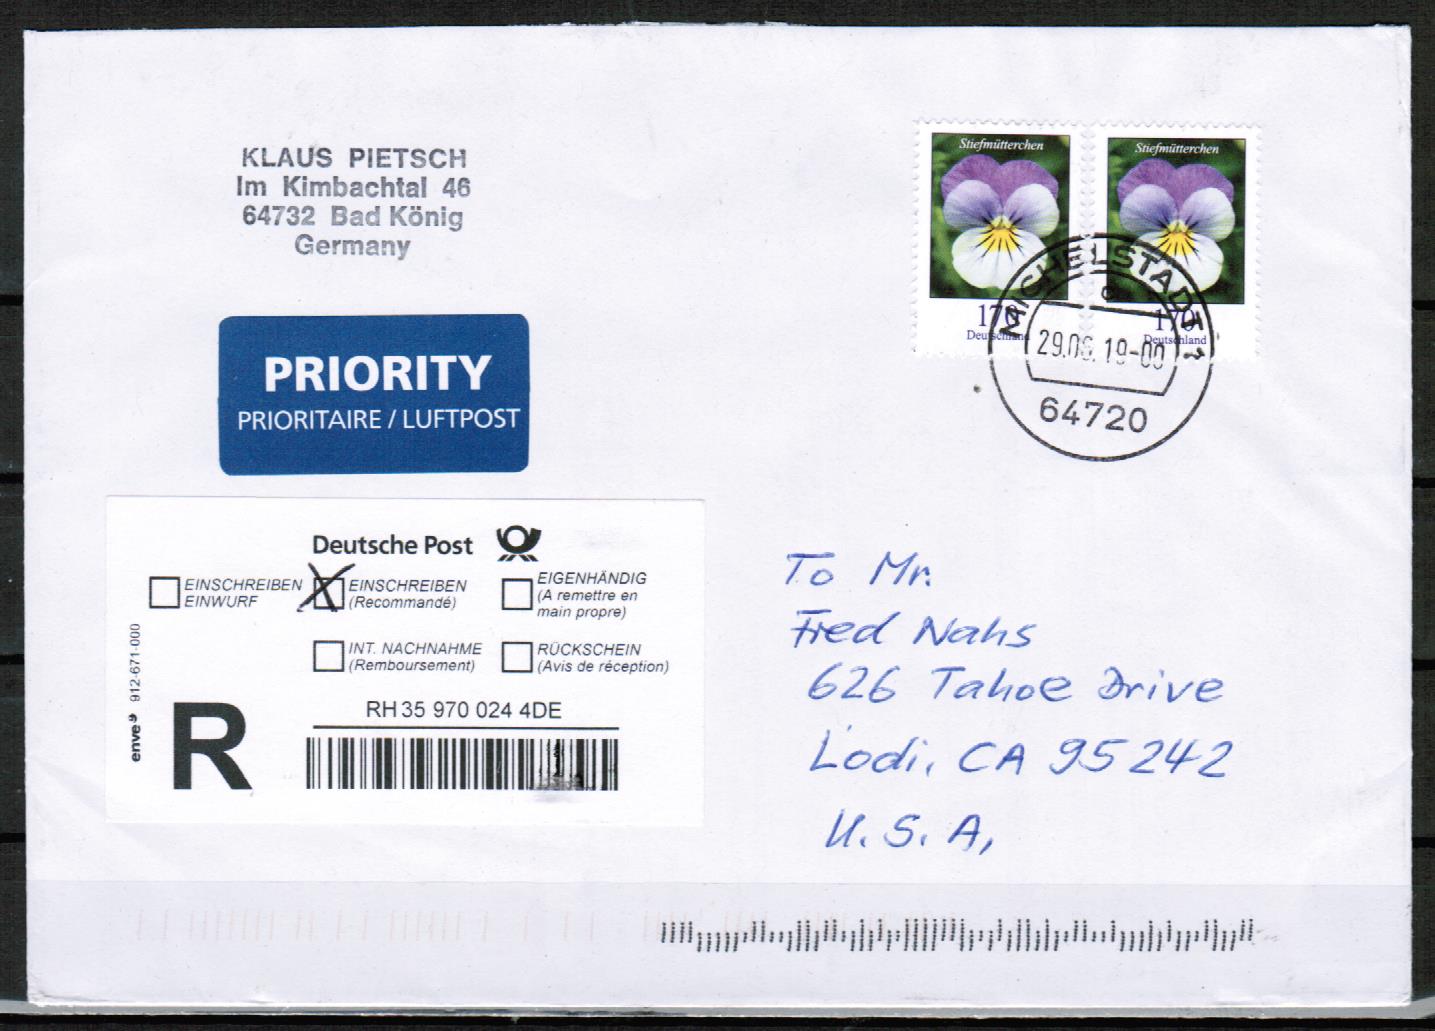 KLAUS PIETSCH
Im Kimbachtal 46
64732 Bad König
Germany
Stiefmütterchen
170
Deutschland
Stiefmütterchen
170
Deutschland
MICHELSTADT 1
29.06.19-00
64720
PRIORITY
PRIORITAIRE / LUFTPOST
Deutsche Post
EINSCHREIBEN
EINWURF
EINSCHREIBEN
(Recommandé)
EIGENHÄNDIG
(A remettre en
main propre)
INT. NACHNAHME
(Remboursement)
RÜCKSCHEIN
(Avis de réception)
912-671-000
enve
R
RH 35 970 024 4DE
To Mr.
Fred Nahs
626 Tahoe Drive
Lodi, CA 95242
U.S.A,